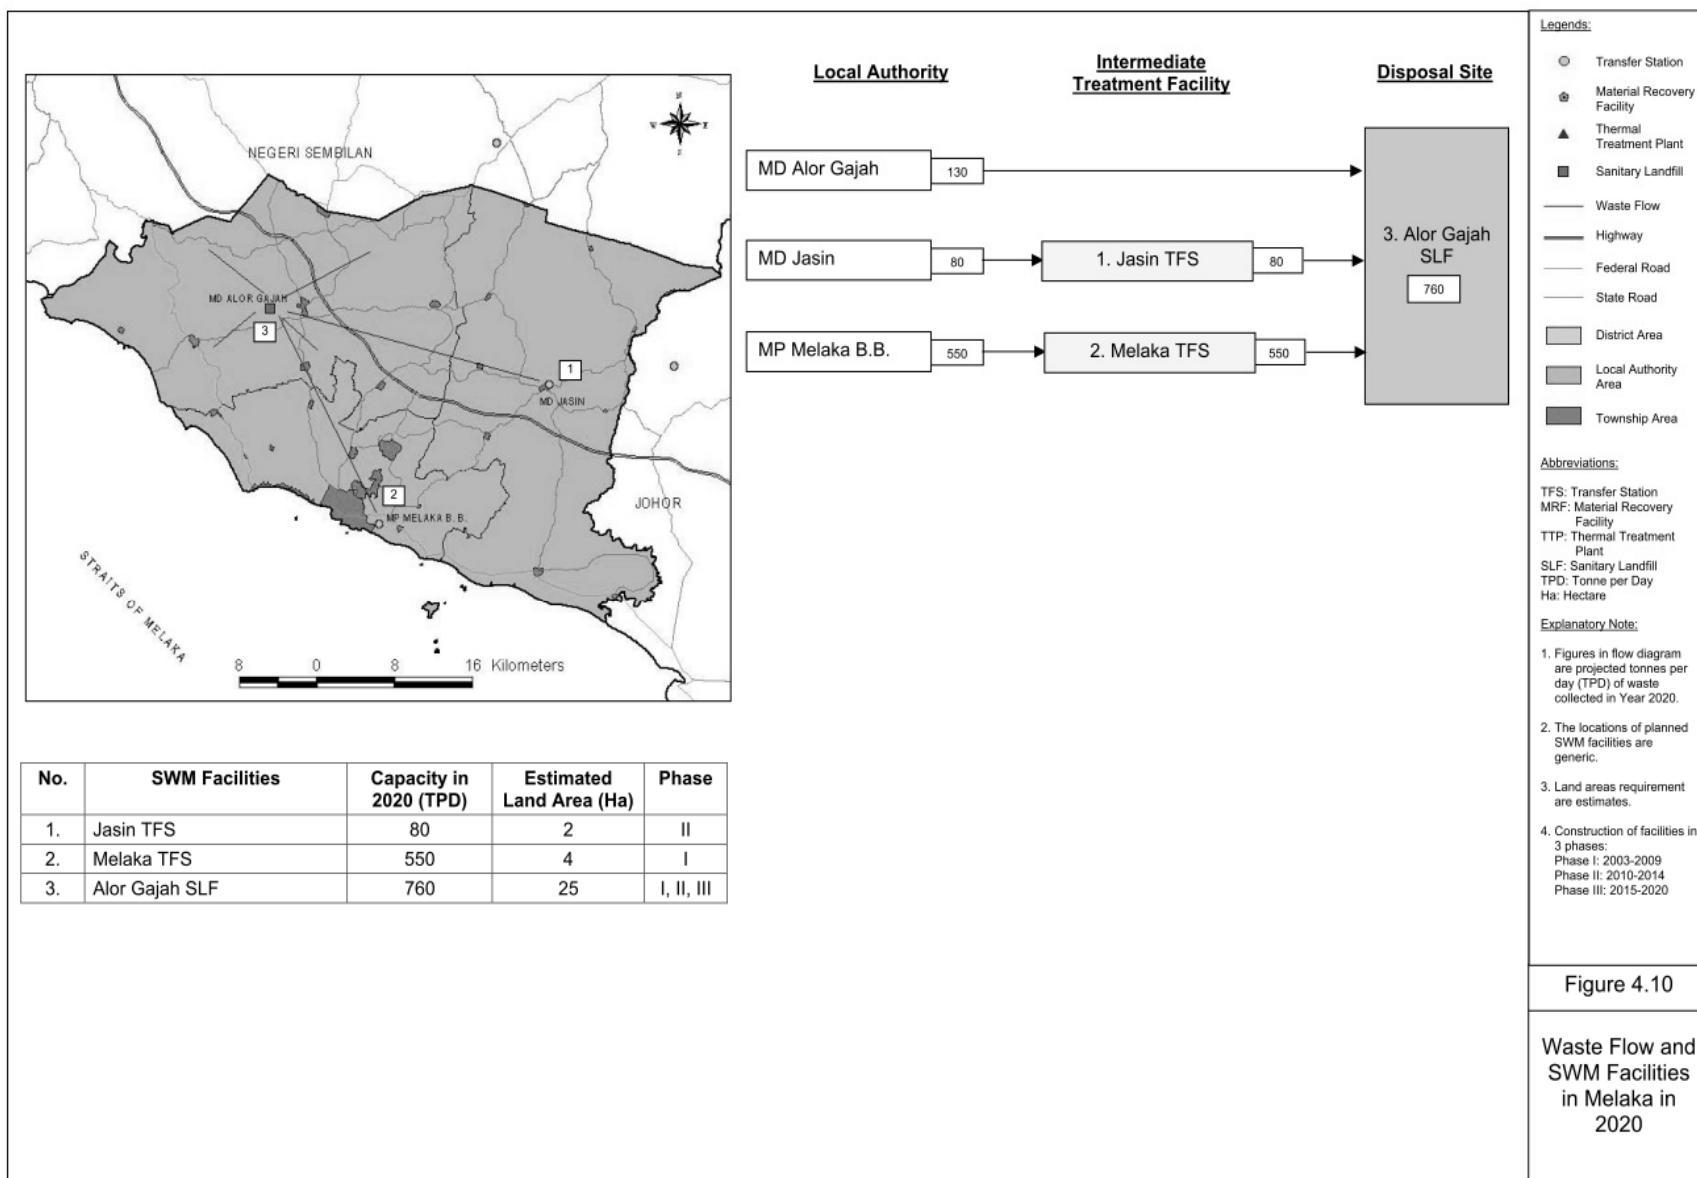 NEGERI SEMBILAN
N
W
E
S
MD ALOR GAJAH
3
1
MD JASIN
2
MP MELAKA B.B.
JOHOR
STRAITS OF MELAKA
8 0 8 16 Kilometers
Local Authority
Intermediate
Treatment Facility
Disposal Site
MD Alor Gajah 130
MD Jasin 80 1. Jasin TFS 80
MP Melaka B.B. 550 2. Melaka TFS 550
3. Alor Gajah
SLF
760
No. SWM Facilities Capacity in 2020 (TPD) Estimated Land Area (Ha) Phase
1. Jasin TFS 80 2 II
2. Melaka TFS 550 4 I
3. Alor Gajah SLF 760 25 I, II, III
Legends:
Transfer Station
Material Recovery
Facility
Thermal
Treatment Plant
Sanitary Landfill
Waste Flow
Highway
Federal Road
State Road
District Area
Local Authority
Area
Township Area
Abbreviations:
TFS: Transfer Station
MRF: Material Recovery
Facility
TTP: Thermal Treatment
Plant
SLF: Sanitary Landfill
TPD: Tonne per Day
Ha: Hectare
Explanatory Note:
1. Figures in flow diagram
are projected tonnes per
day (TPD) of waste
collected in Year 2020.
2. The locations of planned
SWM facilities are
generic.
3. Land areas requirement
are estimates.
4. Construction of facilities in
3 phases:
Phase I: 2003-2009
Phase II: 2010-2014
Phase III: 2015-2020
Figure 4.10
Waste Flow and
SWM Facilities
in Melaka in
2020